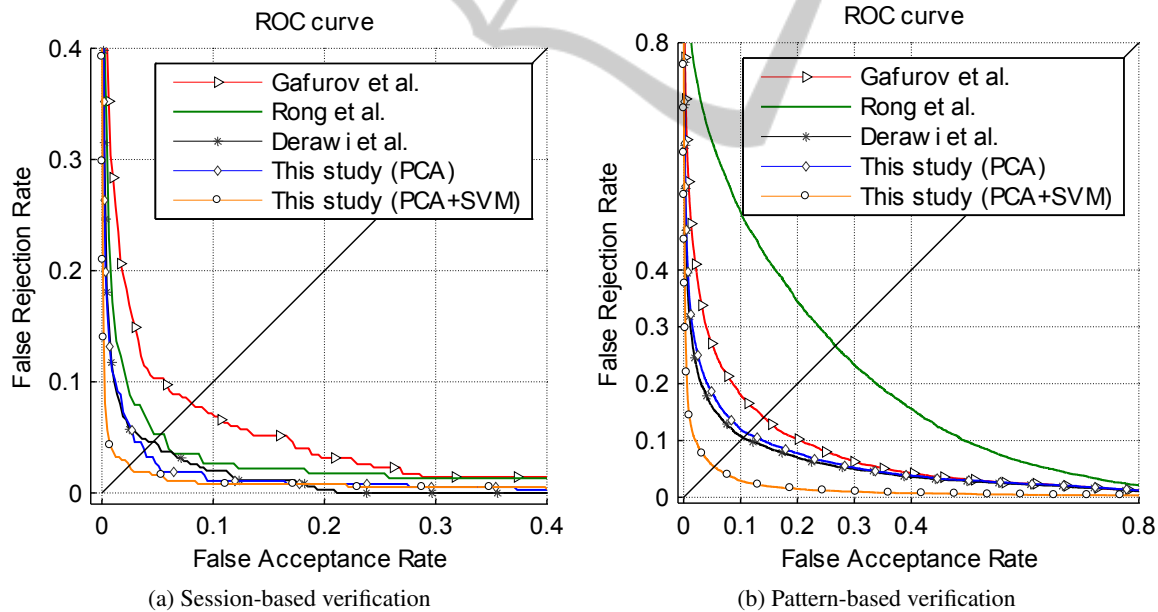 ROC curve
0.4
0.3
0.2
0.1
0
0
0.1
0.2
0.3
0.4
False Rejection Rate
False Acceptance Rate
Gafurov et al.
Rong et al.
Derawi et al.
This study (PCA)
This study (PCA+SVM)
(a) Session-based verification
ROC curve
0.8
0.4
0.3
0.2
0.1
0
0
0.1
0.2
0.3
0.4
0.8
False Rejection Rate
False Acceptance Rate
Gafurov et al.
Rong et al.
Derawi et al.
This study (PCA)
This study (PCA+SVM)
(b) Pattern-based verification